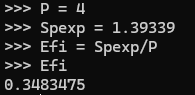 >>> P = 4
>>> Spexp = 1.39339
>>> Efi = Spexp/P
>>> Efi
0.3483475